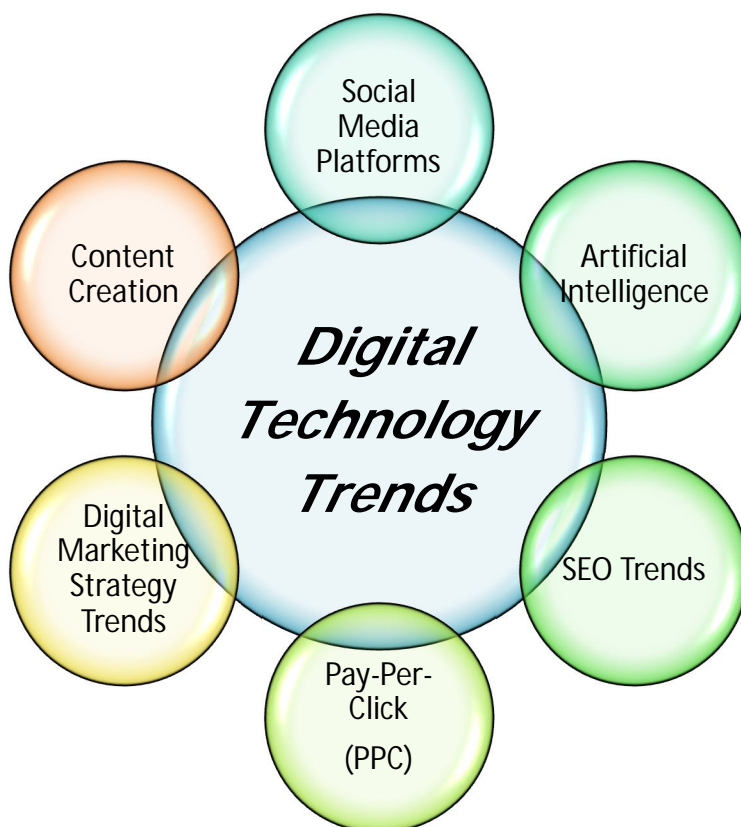 Social
Media
Platforms
Artificial
Intelligence
SEO Trends
Pay-Per-
Click
(PPC)
Digital
Marketing
Strategy
Trends
Content
Creation
Digital
Technology
Trends